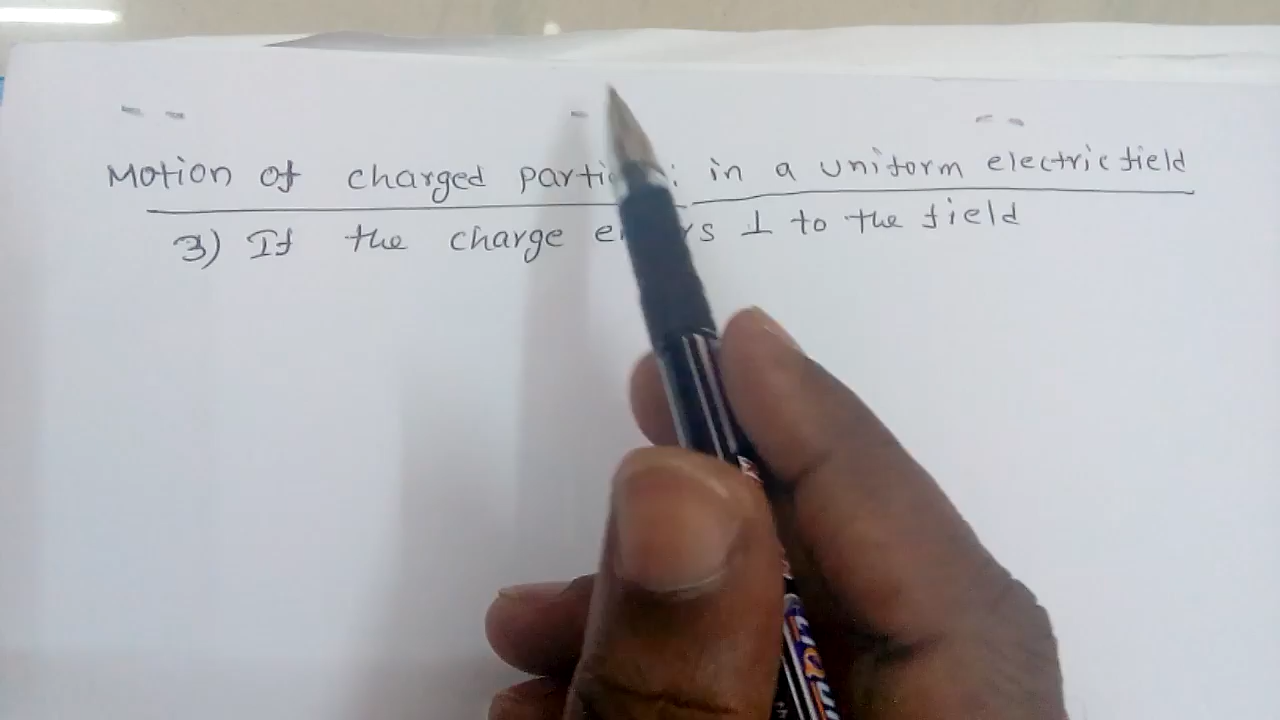 Motion of charged in a uniform electric field
3) If the charge ⊥ to the field